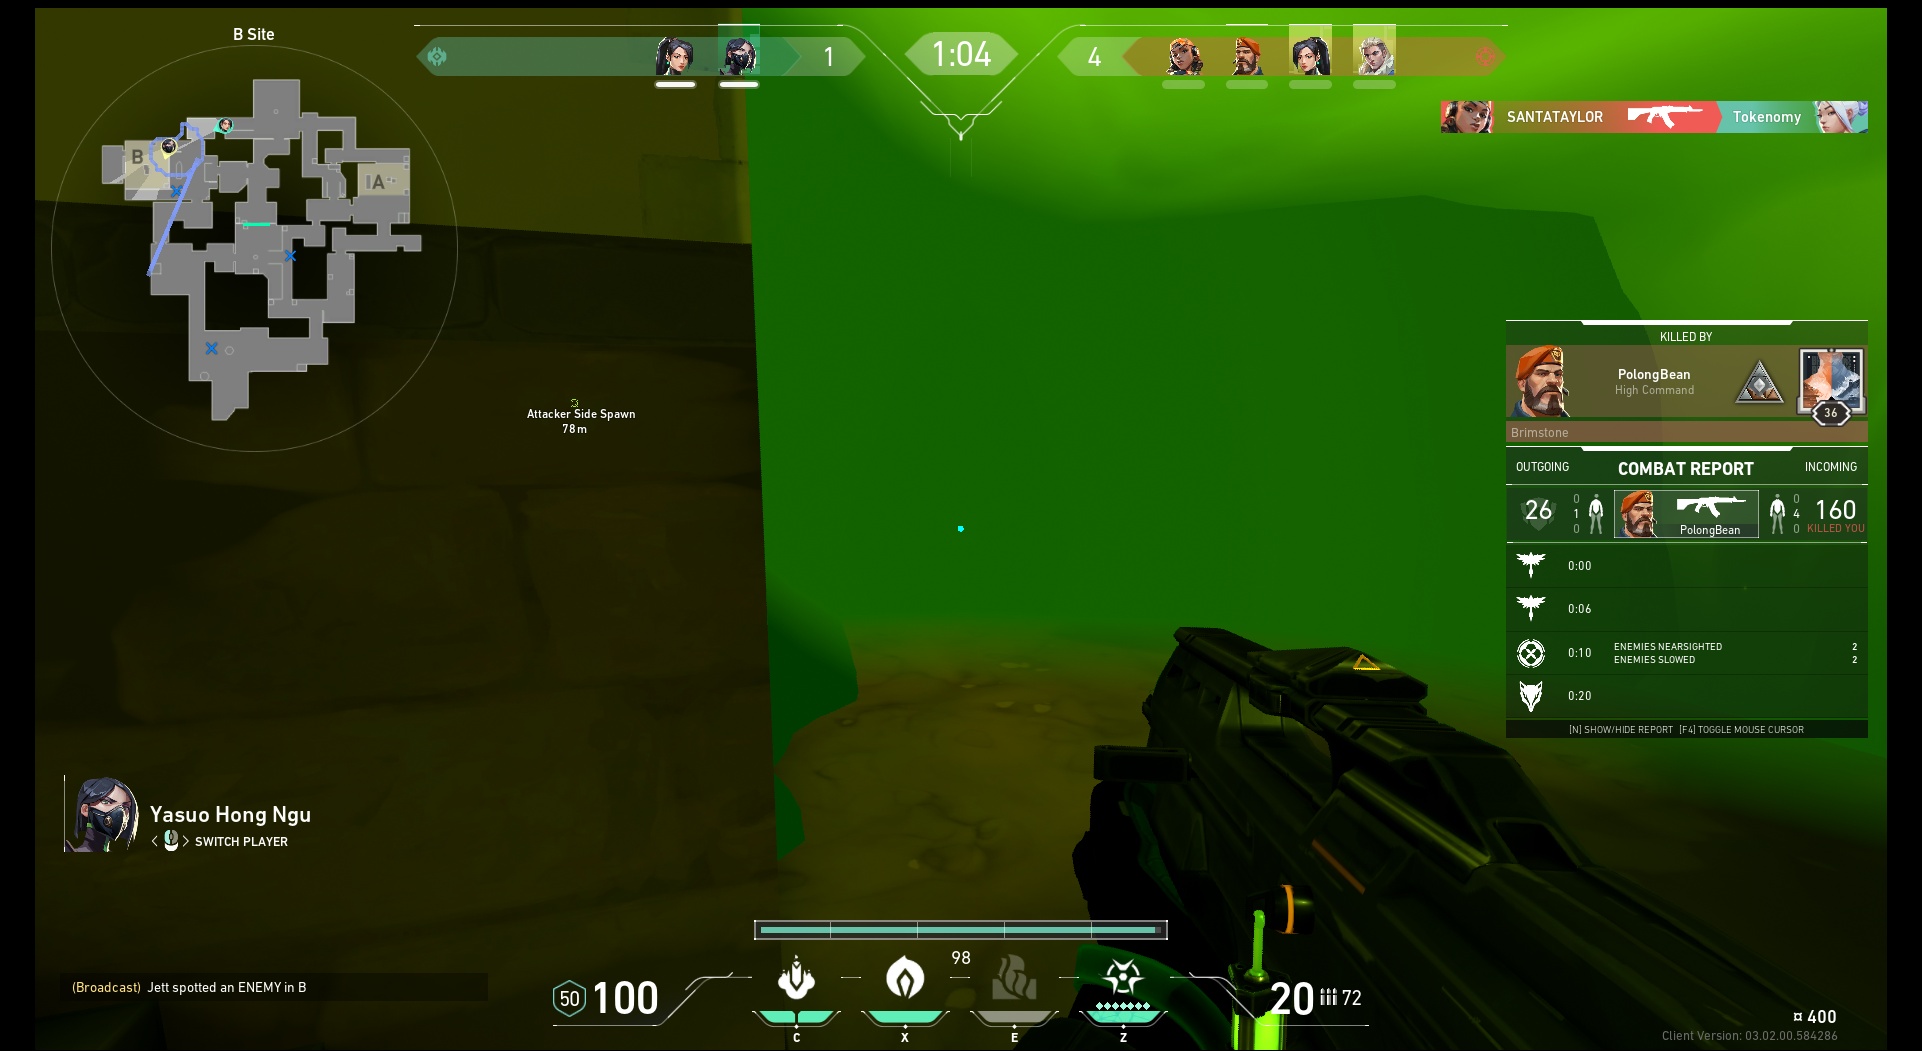 B Site
1
1:04
4
SANTATAYLOR
Tokenomy
B
A
Attacker Side Spawn
78 m
KILLED BY
PolongBean
High Command
36
Brimstone
OUTGOING
COMBAT REPORT
INCOMING
26
0
1
0
PolongBean
0
4
0
160
KILLED YOU
0:00
0:06
0:10
ENEMIES NEARSIGHTED 2
ENEMIES SLOWED 2
0:20
[N] SHOW/HIDE REPORT [F4] TOGGLE MOUSE CURSOR
Yasuo Hong Ngu
< > SWITCH PLAYER
(Broadcast) Jett spotted an ENEMY in B
50
100
98
C
X
E
Z
20
72
¤ 400
Client Version: 03.02.00.584286